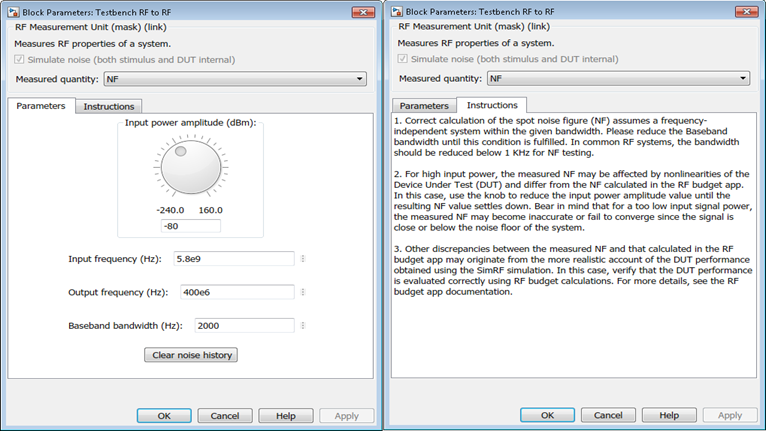 Block Parameters: Testbench RF to RF
RF Measurement Unit (mask) (link)
Measures RF properties of a system.
Simulate noise (both stimulus and DUT internal)
Measured quantity: NF
Parameters Instructions
Input power amplitude (dBm):
-240.0 160.0
-80
Input frequency (Hz): 5.8e9
Output frequency (Hz): 400e6
Baseband bandwidth (Hz): 2000
Clear noise history
OK Cancel Help Apply
Block Parameters: Testbench RF to RF
RF Measurement Unit (mask) (link)
Measures RF properties of a system.
Simulate noise (both stimulus and DUT internal)
Measured quantity: NF
Parameters Instructions
1. Correct calculation of the spot noise figure (NF) assumes a frequency-
independent system within the given bandwidth. Please reduce the Baseband
bandwidth until this condition is fulfilled. In common RF systems, the bandwidth
should be reduced below 1 KHz for NF testing.
2. For high input power, the measured NF may be affected by nonlinearities of the
Device Under Test (DUT) and differ from the NF calculated in the RF budget app.
In this case, use the knob to reduce the input power amplitude value until the
resulting NF value settles down. Bear in mind that for a too low input signal power,
the measured NF may become inaccurate or fail to converge since the signal is
close or below the noise floor of the system.
3. Other discrepancies between the measured NF and that calculated in the RF
budget app may originate from the more realistic account of the DUT performance
obtained using the SimRF simulation. In this case, verify that the DUT performance
is evaluated correctly using RF budget calculations. For more details, see the RF
budget app documentation.
OK Cancel Help Apply